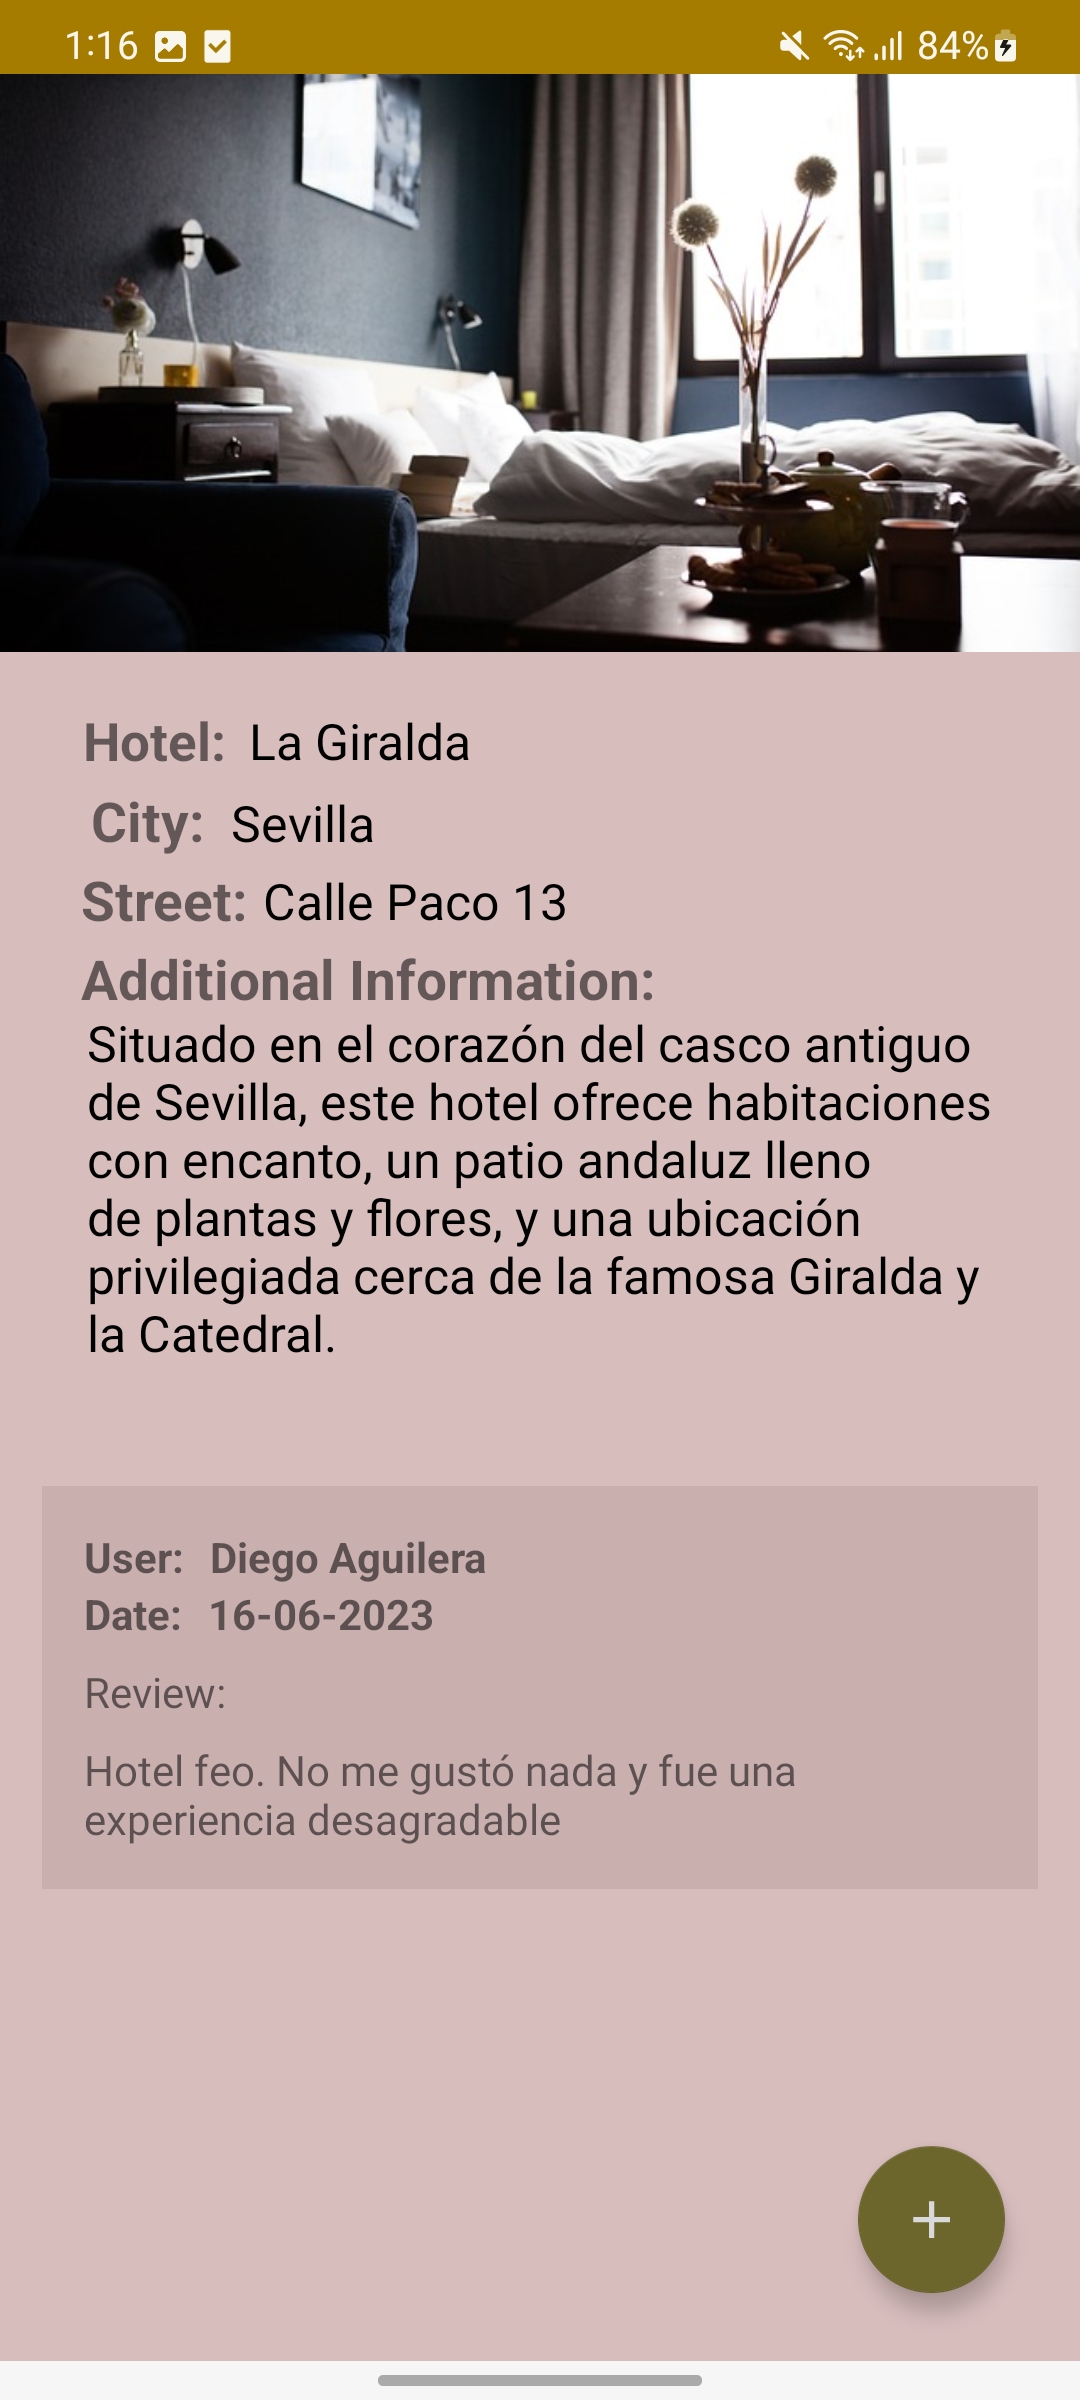 1:16
84%
Hotel: La Giralda
City: Sevilla
Street: Calle Paco 13
Additional Information:
Situado en el corazón del casco antiguo
de Sevilla, este hotel ofrece habitaciones
con encanto, un patio andaluz lleno
de plantas y flores, y una ubicación
privilegiada cerca de la famosa Giralda y
la Catedral.
User: Diego Aguilera
Date: 16-06-2023
Review:
Hotel feo. No me gustó nada y fue una
experiencia desagradable
+